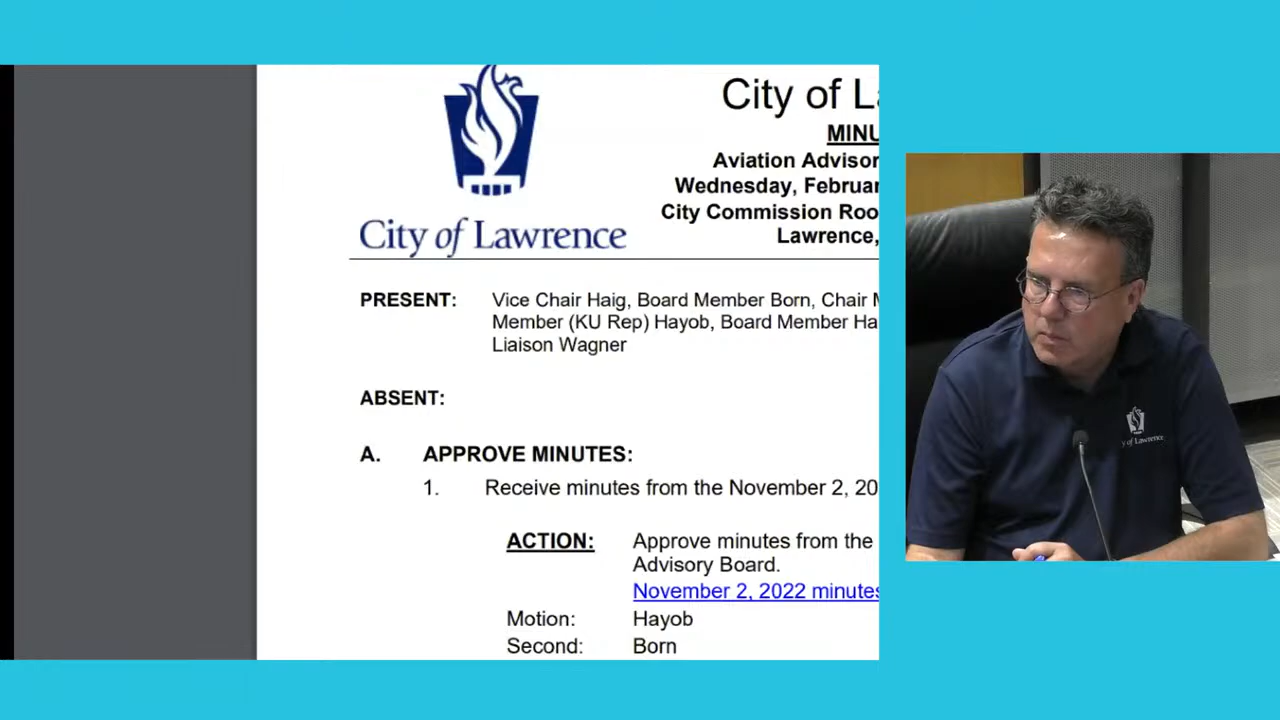 City of L
MINU
Aviation Advisor
Wednesday, Februar
City Commission Roo
Lawrence,
City of Lawrence
PRESENT: Vice Chair Haig, Board Member Born, Chair M
Member (KU Rep) Hayob, Board Member Ha
Liaison Wagner
ABSENT:
A. APPROVE MINUTES:
1. Receive minutes from the November 2, 20
ACTION: Approve minutes from the
Advisory Board.
November 2, 2022 minutes
Motion: Hayob
Second: Born
y of Lawrence